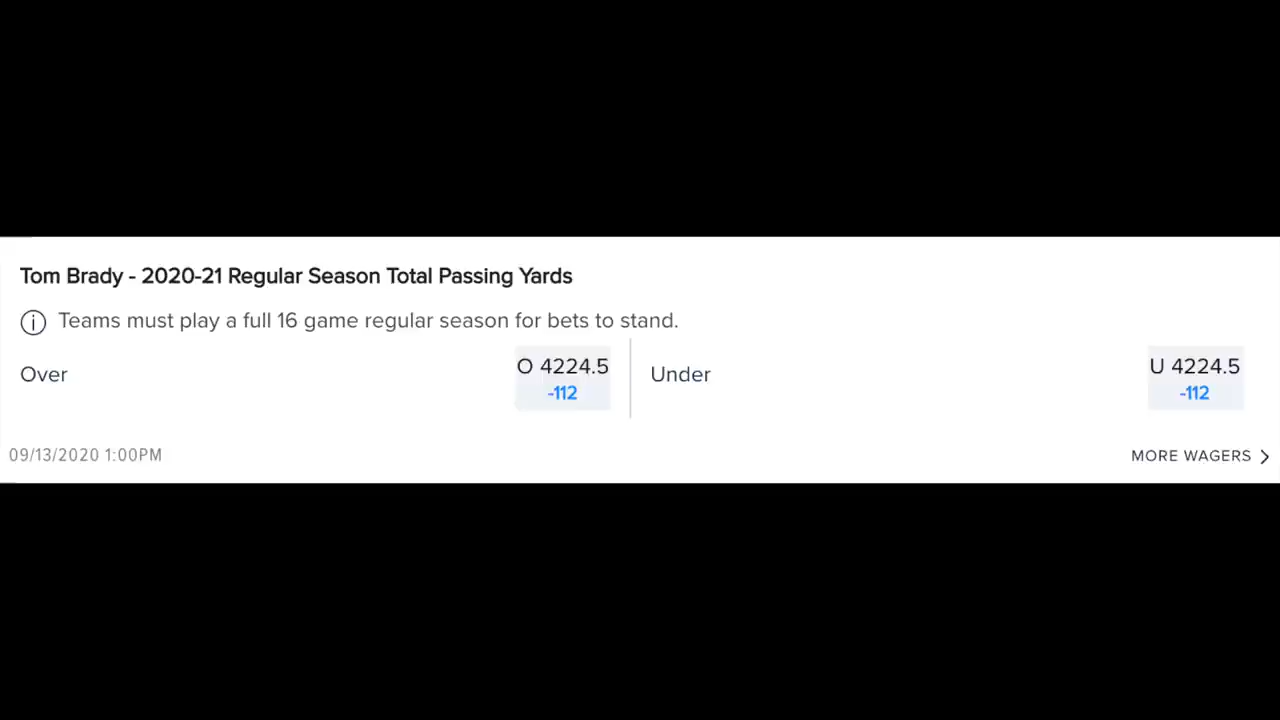 Tom Brady - 2020-21 Regular Season Total Passing Yards
Teams must play a full 16 game regular season for bets to stand.
Over
O 4224.5
-112
Under
U 4224.5
-112
09/13/2020 1:00PM
MORE WAGERS